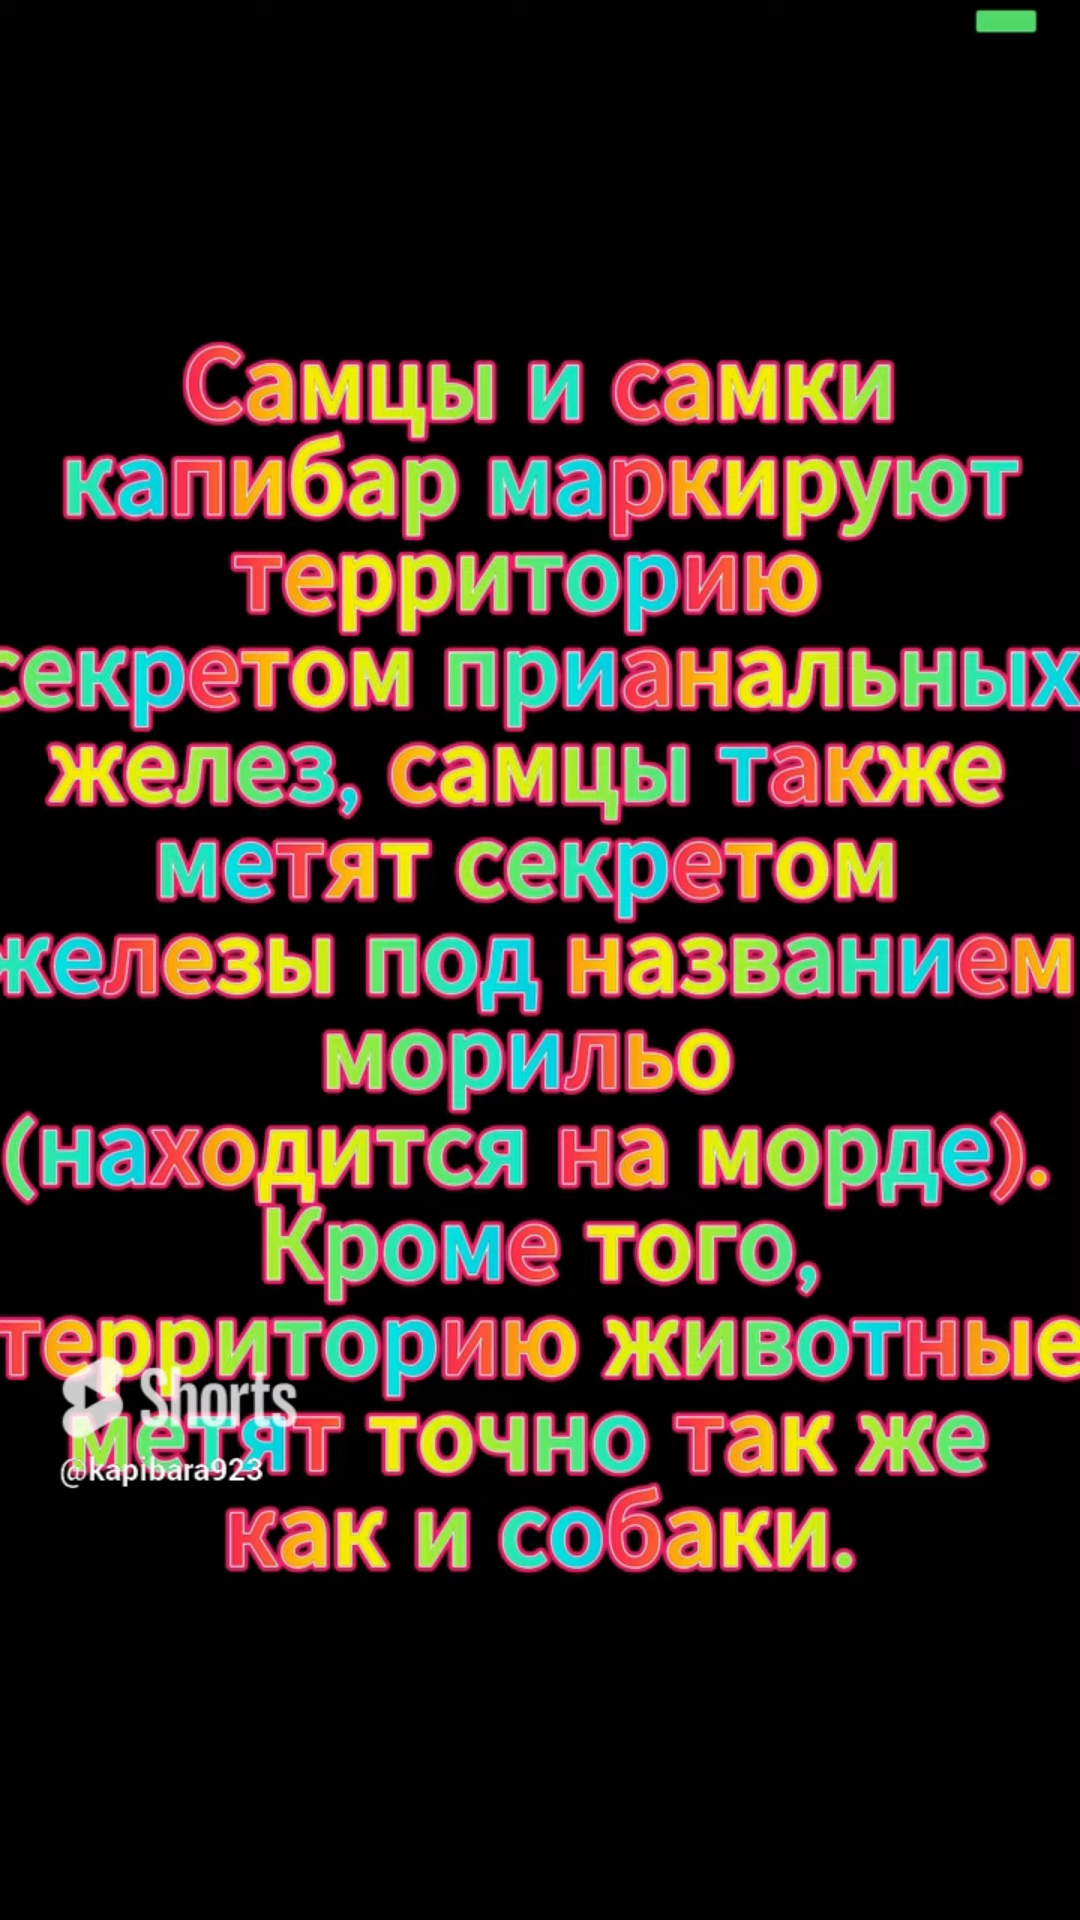 Самцы и самки
капибар маркируют
территорию
секретом прианальных
желез, самцы также
метят секретом
железы под названием
морильо
(находится на морде).
Кроме того,
территорию животные
Shorts
метят точно так же
@kapibara923
как и собаки.